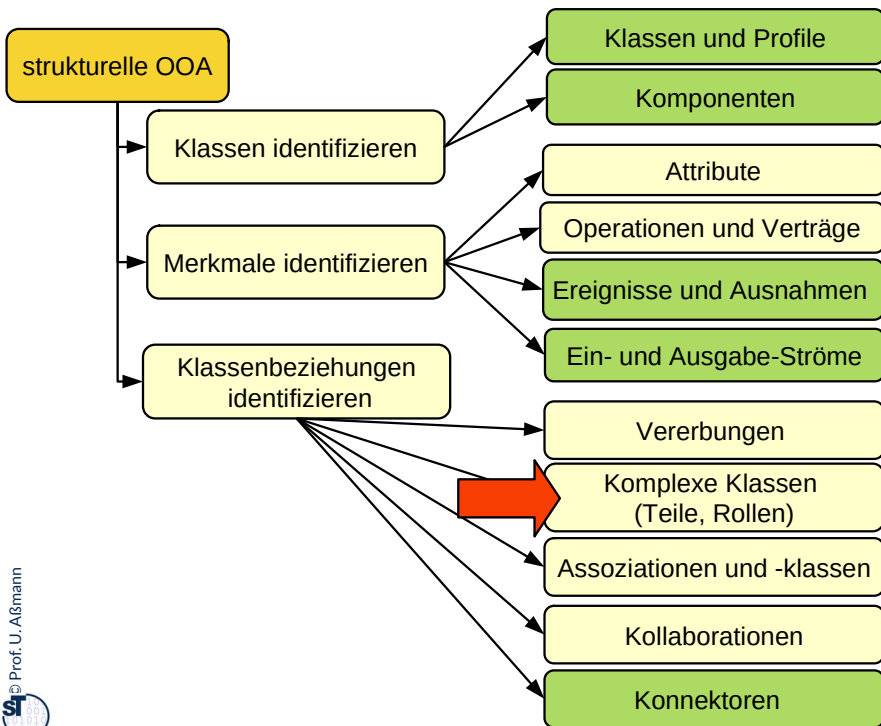 strukturelle OOA
Klassen identifizieren
Klassen und Profile
Komponenten
Merkmale identifizieren
Attribute
Operationen und Verträge
Ereignisse und Ausnahmen
Ein- und Ausgabe-Ströme
Klassenbeziehungen
identifizieren
Vererbungen
Komplexe Klassen
(Teile, Rollen)
Assoziationen und -klassen
Kollaborationen
Konnektoren
© Prof. U. Aßmann
ST